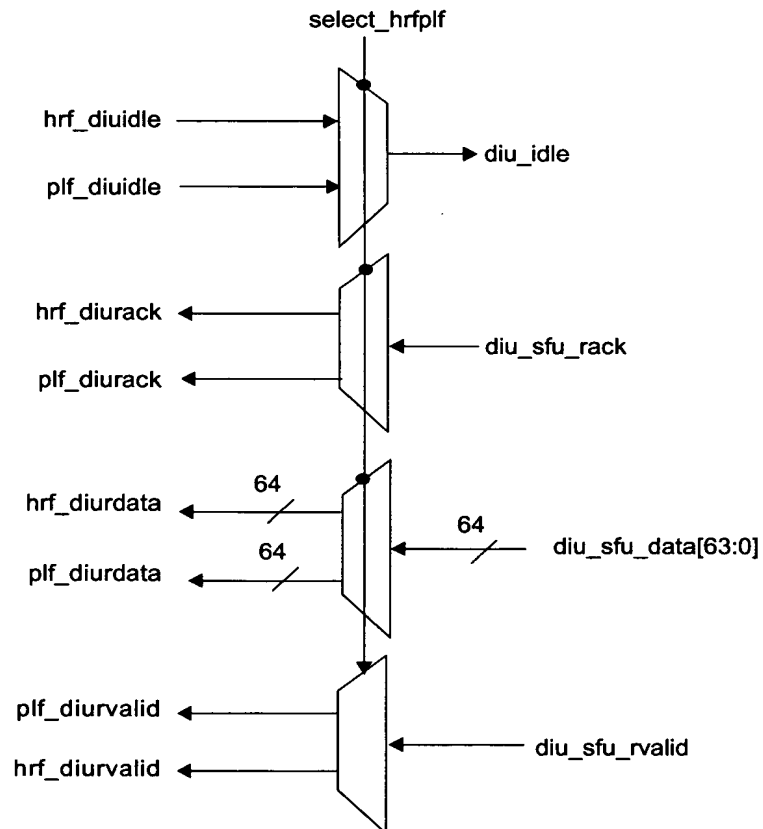 select_hrfplf
hrf_diuidle
diu_idle
plf_diuidle
hrf_diurack
diu_sfu_rack
plf_diurack
64
hrf_diurdata
64
diu_sfu_data[63:0]
64
plf_diurdata
plf_diurvalid
diu_sfu_rvalid
hrf_diurvalid